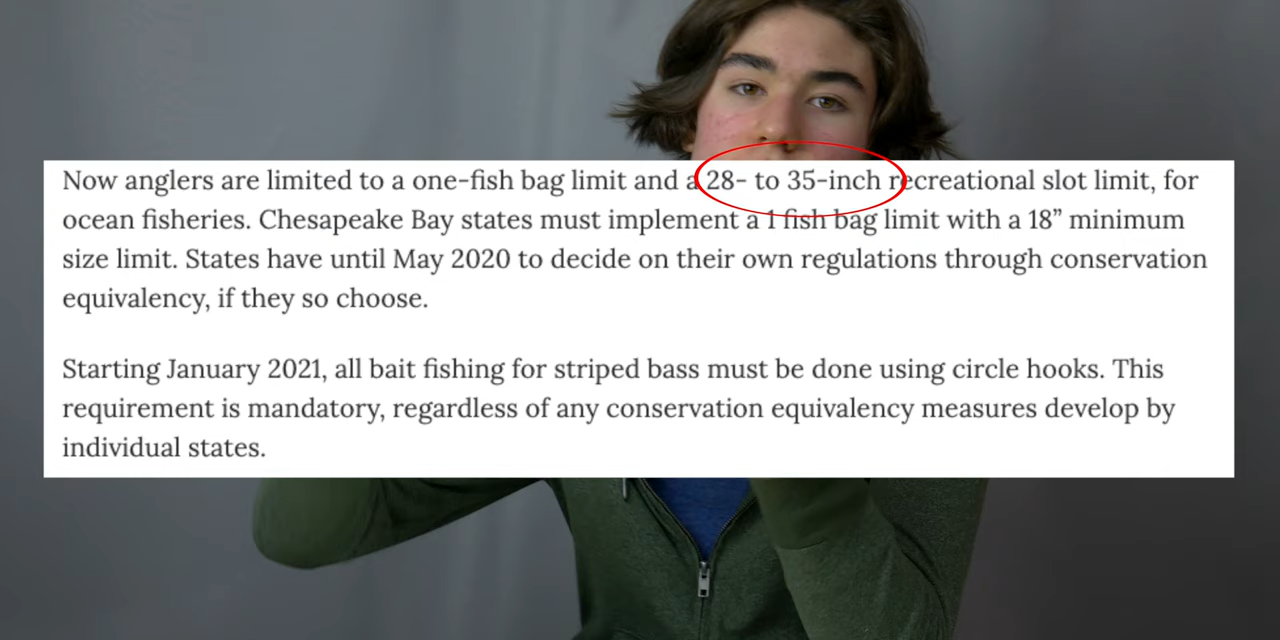 Now anglers are limited to a one-fish bag limit and a 28- to 35-inch recreational slot limit, for
ocean fisheries. Chesapeake Bay states must implement a 1 fish bag limit with a 18” minimum
size limit. States have until May 2020 to decide on their own regulations through conservation
equivalency, if they so choose.
Starting January 2021, all bait fishing for striped bass must be done using circle hooks. This
requirement is mandatory, regardless of any conservation equivalency measures develop by
individual states.